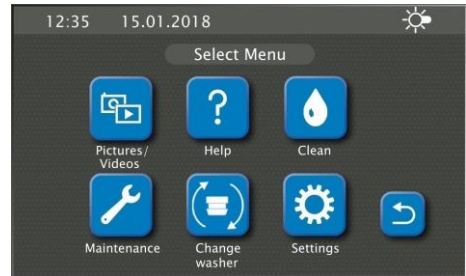 12:35 15.01.2018
Select Menu
Pictures/
Videos
Help
Clean
Maintenance
Change
washer
Settings